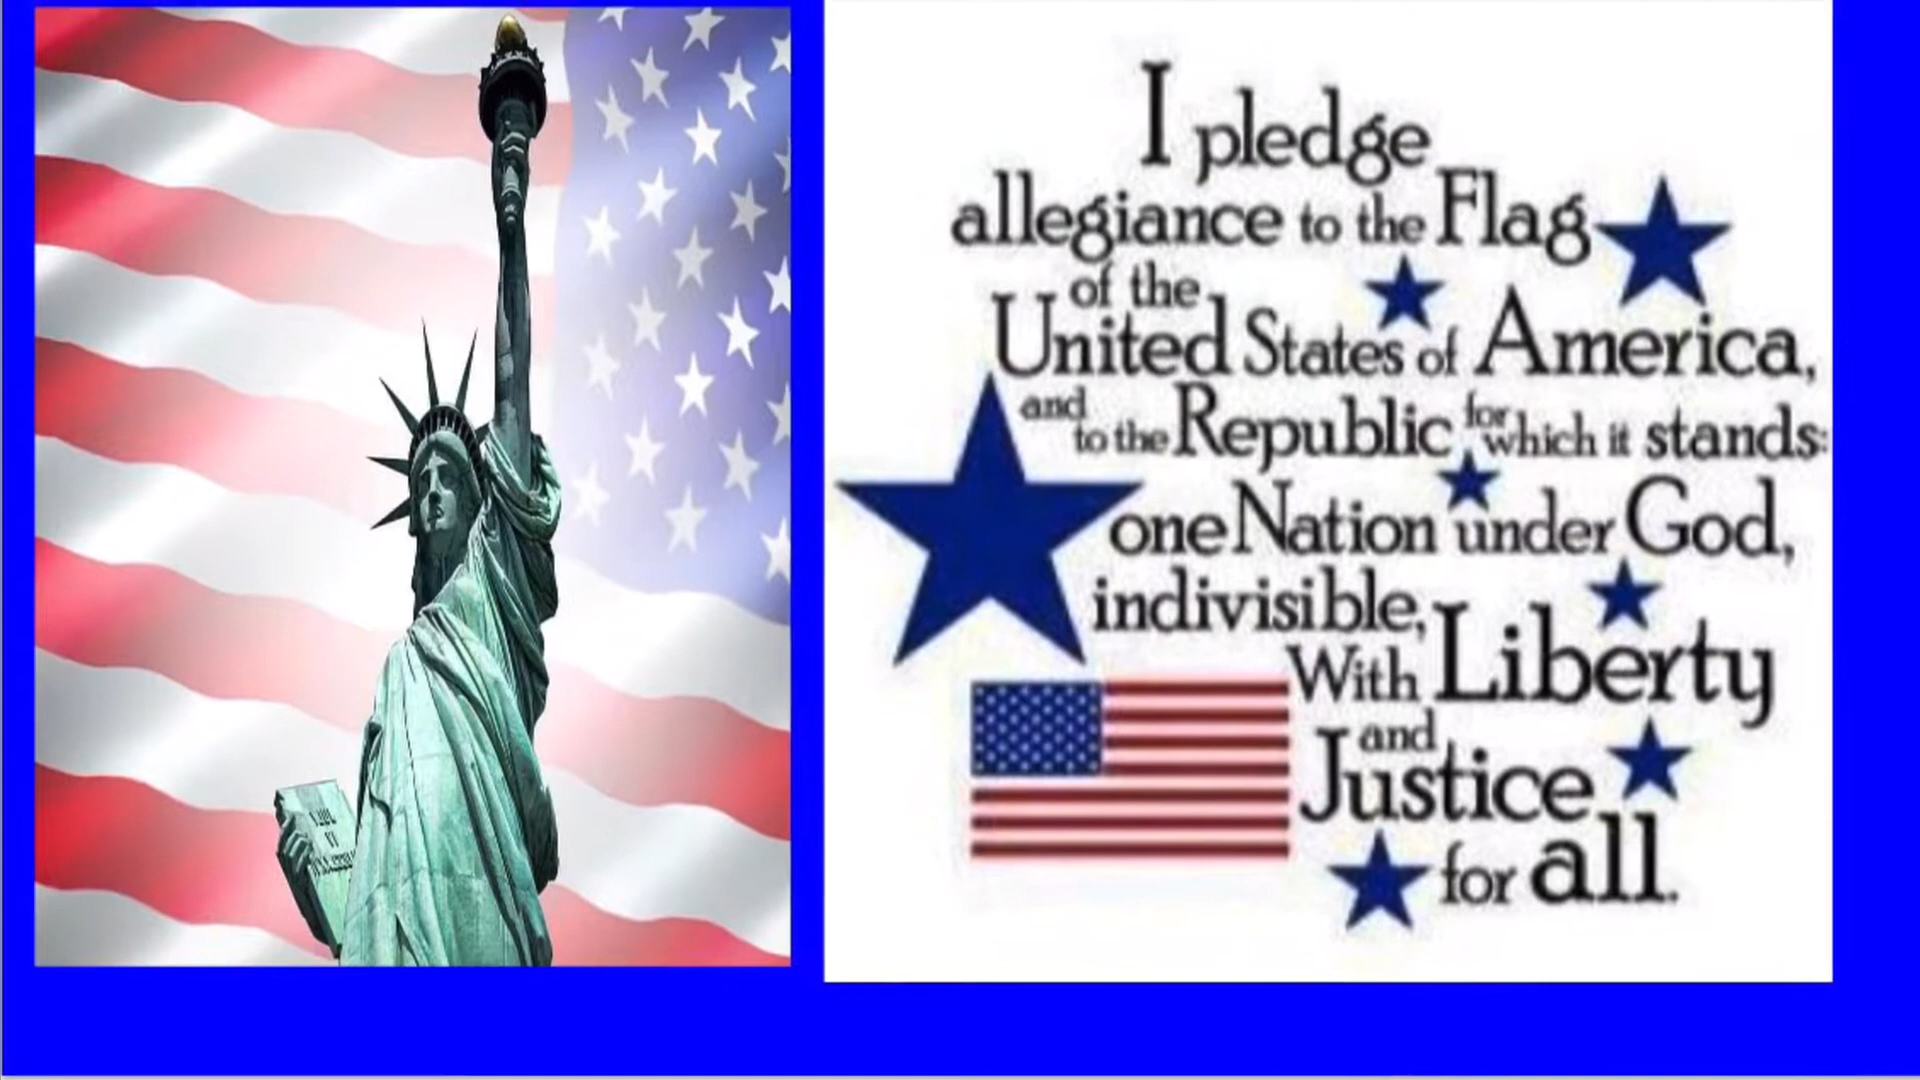 I pledge
allegiance to the Flag
of the
United States of America,
and
to the Republic for which it stands:
one Nation under God,
indivisible,
With Liberty
and
Justice
for all.